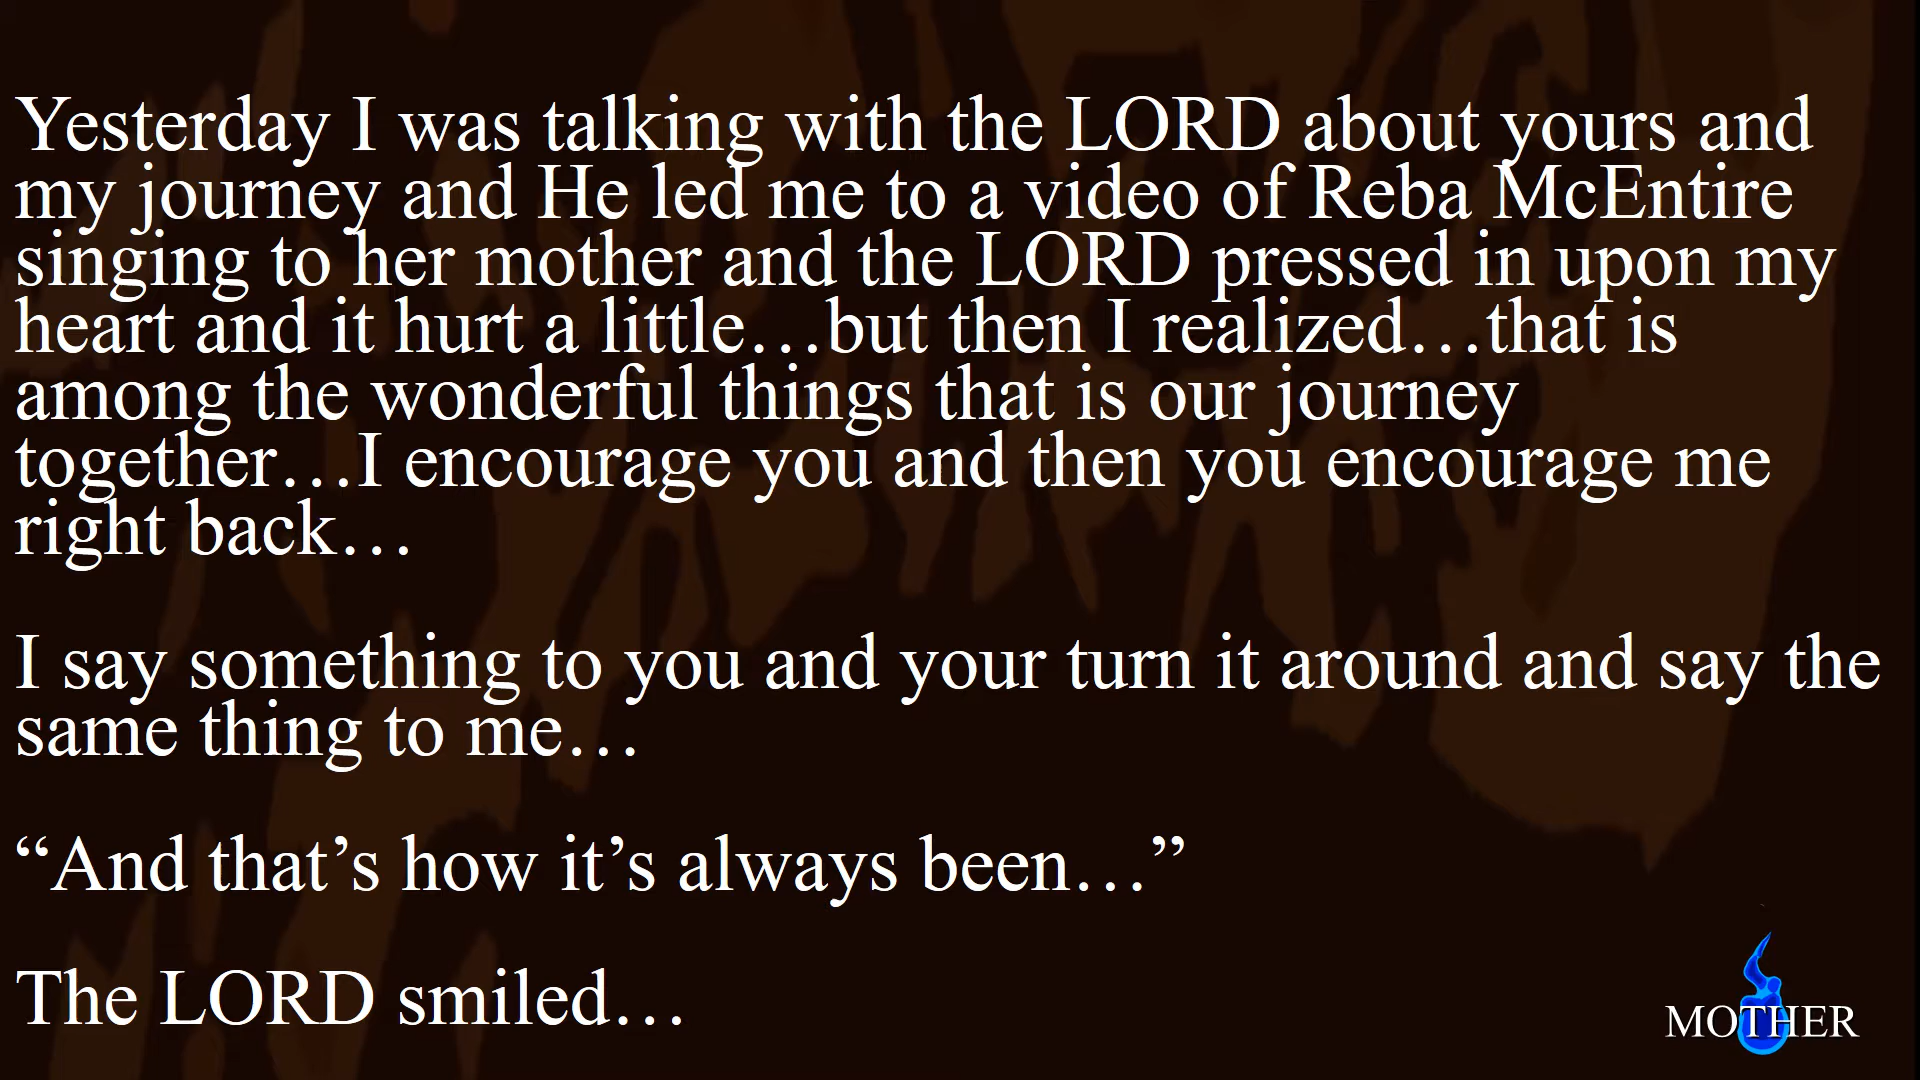 Yesterday I was talking with the LORD about yours and
my journey and He led me to a video of Reba McEntire
singing to her mother and the LORD pressed in upon my
heart and it hurt a little…but then I realized…that is
among the wonderful things that is our journey
together…I encourage you and then you encourage me
right back…
I say something to you and your turn it around and say the
same thing to me…
“And that’s how it’s always been…”
The LORD smiled…
MOTHER